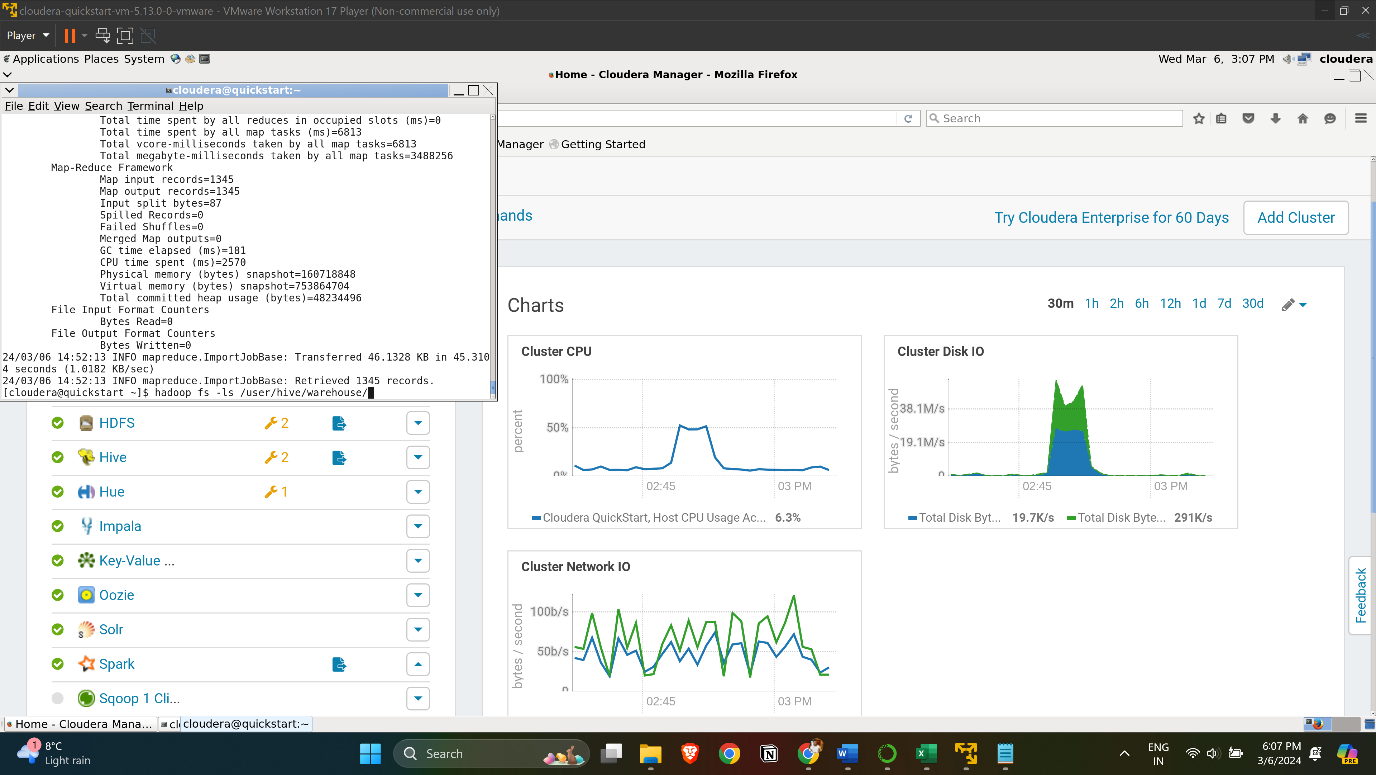 cloudera-quickstart-vm-5.13.0-0-vmware - VMware Workstation 17 Player (Non-commercial use only)
Player
Applications Places System
Wed Mar 6, 3:07 PM cloudera
Home - Cloudera Manager - Mozilla Firefox
cloudera@quickstart:~
File Edit View Search Terminal Help
Total time spent by all reduces in occupied slots (ms)=0
Total time spent by all map tasks (ms)=6813
Total vcore-milliseconds taken by all map tasks=6813
Total megabyte-milliseconds taken by all map tasks=3488256
Map-Reduce Framework
Map input records=1345
Map output records=1345
Input split bytes=87
Spilled Records=0
Failed Shuffles=0
Merged Map outputs=0
GC time elapsed (ms)=181
CPU time spent (ms)=2570
Physical memory (bytes) snapshot=160718848
Virtual memory (bytes) snapshot=753864704
Total committed heap usage (bytes)=48234496
File Input Format Counters
Bytes Read=0
File Output Format Counters
Bytes Written=0
24/03/06 14:52:13 INFO mapreduce.ImportJobBase: Transferred 46.1328 KB in 45.310
4 seconds (1.0182 KB/sec)
24/03/06 14:52:13 INFO mapreduce.ImportJobBase: Retrieved 1345 records.
[cloudera@quickstart ~]$ hadoop fs -ls /user/hive/warehouse/
Search
Manager Getting Started
ands
Try Cloudera Enterprise for 60 Days
Add Cluster
Charts
30m 1h 2h 6h 12h 1d 7d 30d
Cluster CPU
percent
100%
50%
0%
02:45 03 PM
Cloudera QuickStart, Host CPU Usage Ac... 6.3%
Cluster Disk IO
bytes / second
38.1M/s
19.1M/s
0
02:45 03 PM
Total Disk Byt... 19.7K/s Total Disk Byte... 291K/s
Cluster Network IO
bytes / second
100b/s
50b/s
0
02:45 03 PM
HDFS 2
Hive 2
Hue 1
Impala
Key-Value ...
Oozie
Solr
Spark
Sqoop 1 Cli...
Feedback
Home - Cloudera Mana...
cl
cloudera@quickstart:~
1
8°C
Light rain
Search
ENG
IN
6:07 PM
3/6/2024
PRE